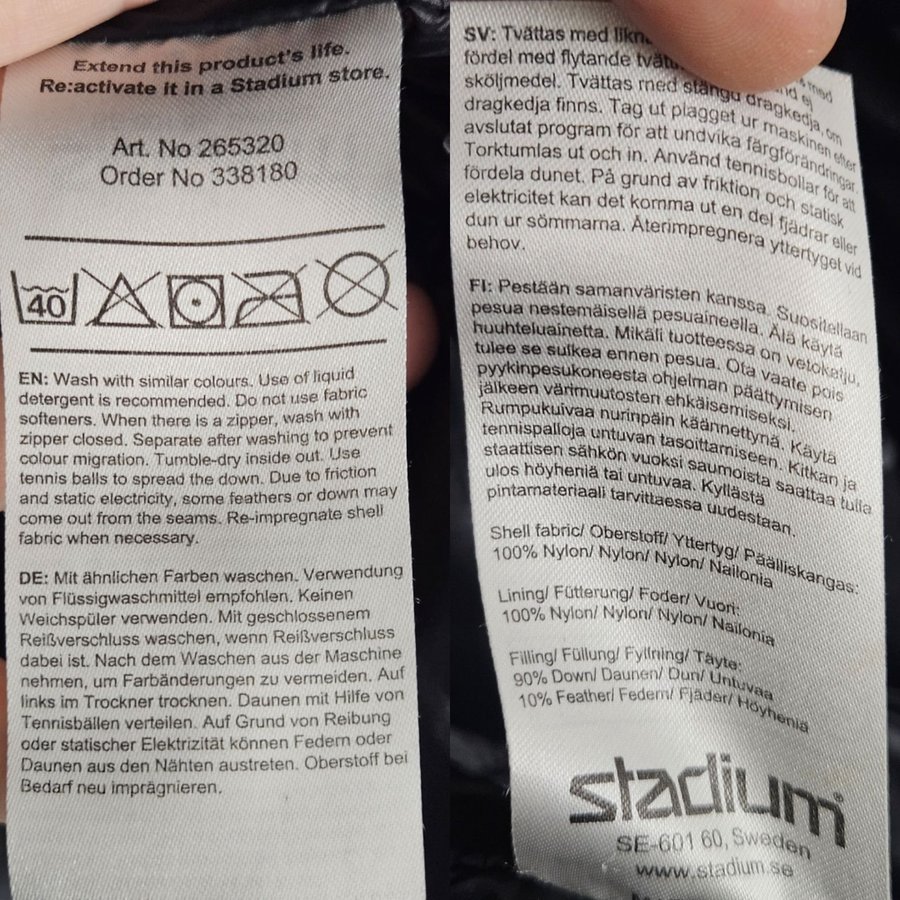 Extend this product's life.
Re:activate it in a Stadium store.
Art. No 265320
Order No 338180
40
EN: Wash with similar colours. Use of liquid
detergent is recommended. Do not use fabric
softeners. When there is a zipper, wash with
zipper closed. Separate after washing to prevent
colour migration. Tumble-dry inside out. Use
tennis balls to spread the down. Due to friction
and static electricity, some feathers or down may
come out from the seams. Re-impregnate shell
fabric when necessary.
DE: Mit ähnlichen Farben waschen. Verwendung
von Flüssigwaschmittel empfohlen. Keinen
Weichspüler verwenden. Mit geschlossenem
Reißverschluss waschen, wenn Reißverschluss
dabei ist. Nach dem Waschen aus der Maschine
nehmen, um Farbänderungen zu vermeiden. Auf
links im Trockner trocknen. Daunen mit Hilfe von
Tennisbällen verteilen. Auf Grund von Reibung
oder statischer Elektrizität können Federn oder
Daunen aus den Nähten austreten. Oberstoff bei
Bedarf neu imprägnieren.
SV: Tvättas med med
fördel med flytande
sköljmedel. Tvättas med stängd dragkedja, om
dragkedja finns. Tag ut plagget ur maskinen efter
avslutat program för att undvika färgförändringar.
Torktumlas ut och in. Använd tennisbollar för att
fördela dunet. På grund av friktion och statisk
elektricitet kan det komma ut en del fjädrar eller
dun ur sömmarna. Återimpregnera yttertyget vid
behov.
FI: Pestään samanväristen kanssa. Suositellaan
pesua nestemäisellä pesuaineella. Älä käytä
huuhteluainetta. Mikäli tuotteessa on vetoketju,
tulee se sulkea ennen pesua. Ota vaate pois
pyykinpesukoneesta ohjelman päättymisen
jälkeen värimuutosten ehkäisemiseksi.
Rumpukuivaa nurinpäin käännettynä. Käytä
tennispalloja untuvan tasoittamiseen. Kitkan ja
staattisen sähkön vuoksi saumoista saattaa tulla
ulos höyheniä tai untuvaa. Kyllästä
pintamateriaali tarvittaessa uudestaan.
Shell fabric/ Oberstoff/ Yttertyg/ Päälliskangas:
100% Nylon/ Nylon/ Nylon/ Nailonia
Lining/ Fütterung/ Foder/ Vuori:
100% Nylon/ Nylon/ Nylon/ Nailonia
Filling/ Füllung/ Fyllning/ Täyte:
90% Down/ Daunen/ Dun/ Untuvaa
10% Feather/ Federn/ Fjäder/ Höyheniä
stadium
SE-601 60, Sweden
www.stadium.se